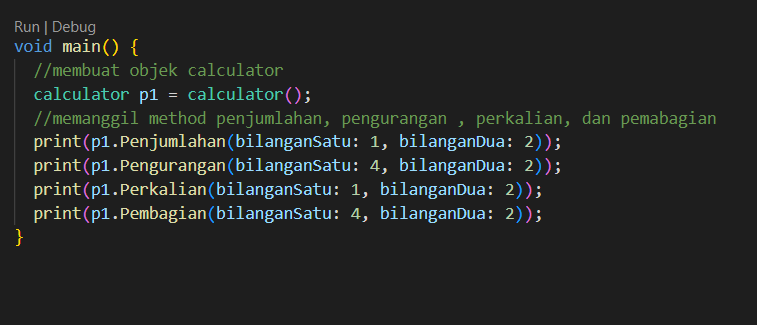 Run | Debug
void main() {
  //membuat objek calculator
  calculator p1 = calculator();
  //memanggil method penjumlahan, pengurangan , perkalian, dan pemabagian
  print(p1.Penjumlahan(bilanganSatu: 1, bilanganDua: 2));
  print(p1.Pengurangan(bilanganSatu: 4, bilanganDua: 2));
  print(p1.Perkalian(bilanganSatu: 1, bilanganDua: 2));
  print(p1.Pembagian(bilanganSatu: 4, bilanganDua: 2));
}